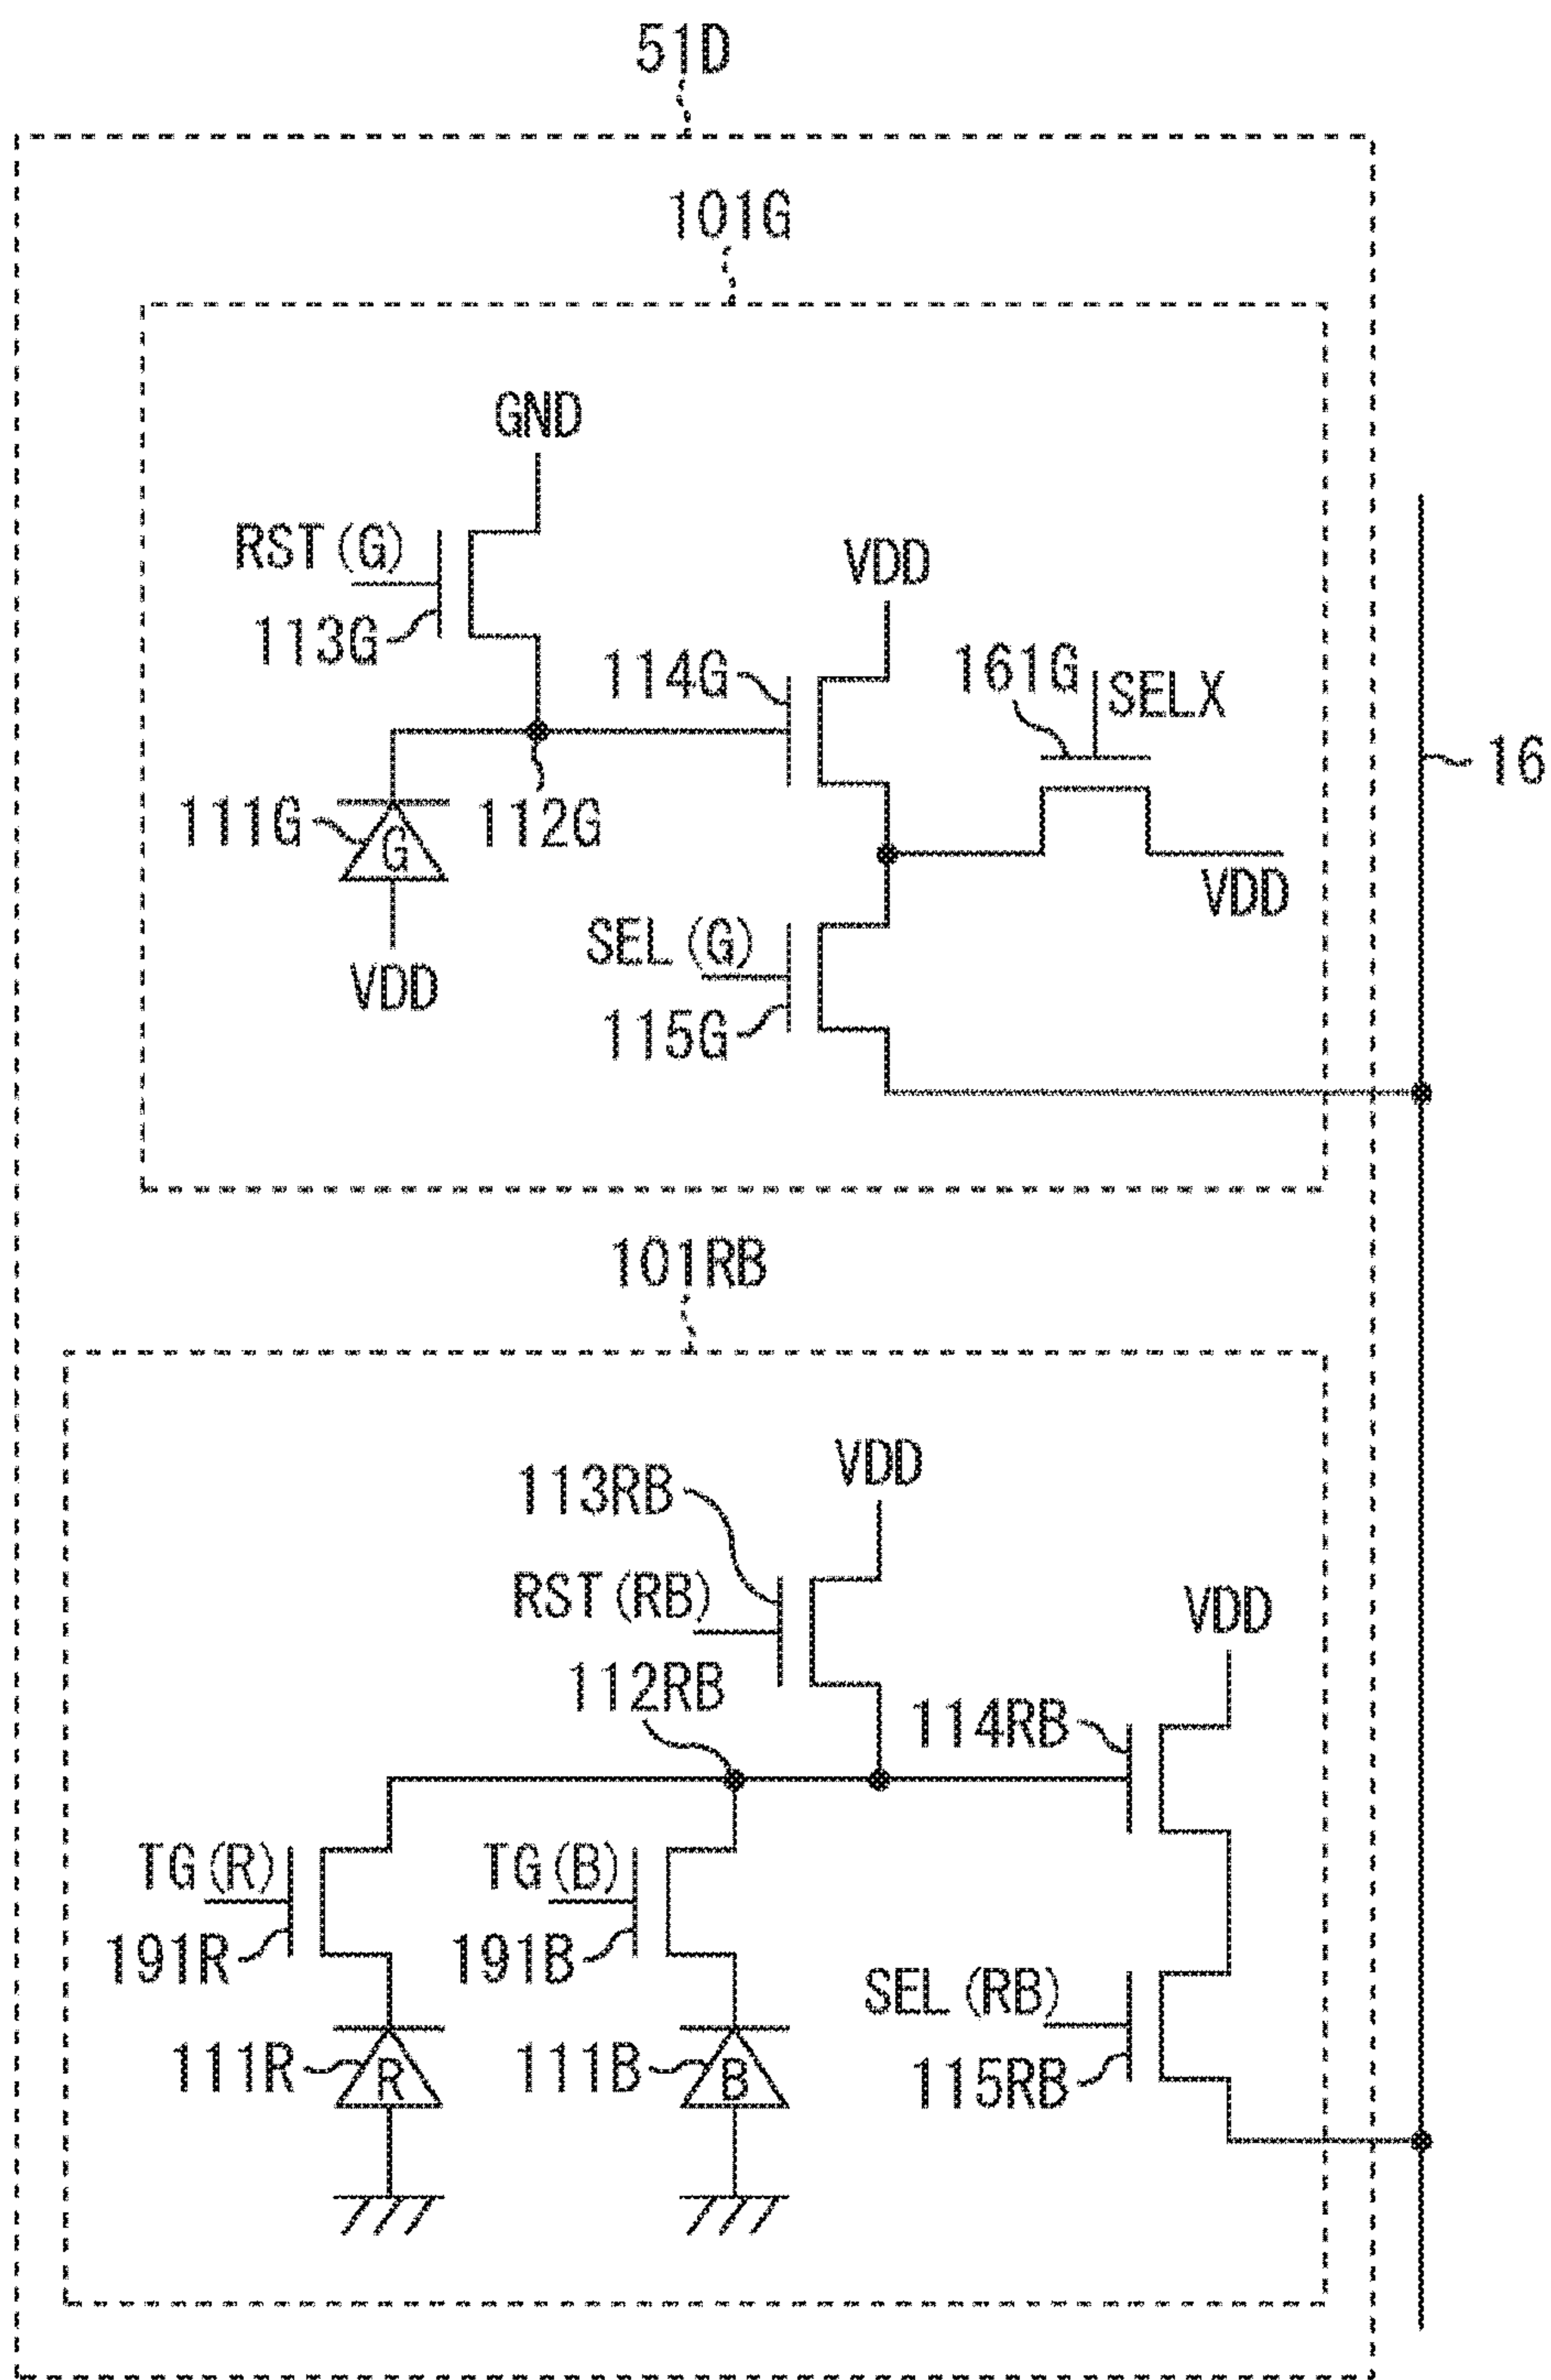 51D
101G
GND
RST(G)
113G
VDD
114G
161G
SELX
16
111G
G
112G
VDD
VDD
SEL(G)
115G
101RB
VDD
113RB
RST(RB)
VDD
112RB
114RB
TG(R)
TG(B)
191R
191B
SEL(RB)
111R
R
111B
B
115RB